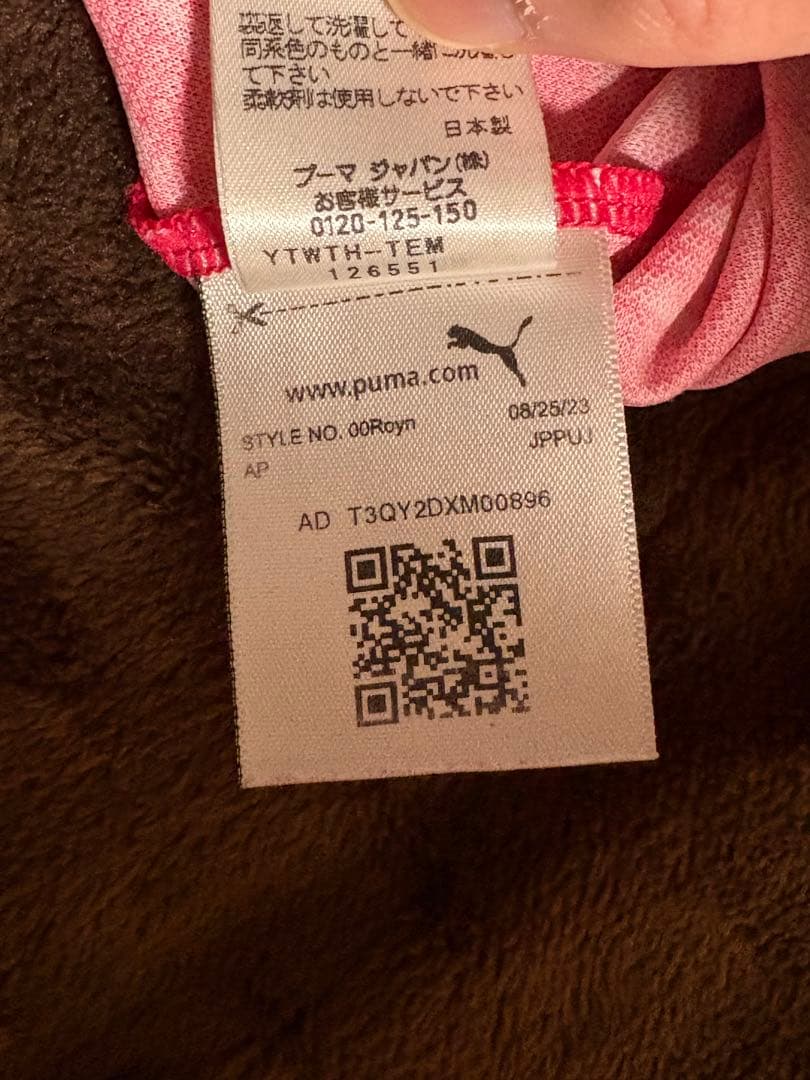 裏返して洗濯して
同系色のものと一緒に洗濯し
て下さい
柔軟剤は使用しないで下さい
日本製
プーマ ジャパン(株)
お客様サービス
0120-125-150
YTWTH-TEM
126551
www.puma.com
STYLE NO. 00Royn 08/25/23
AP JPPUJ
AD T3QY2DXM00896